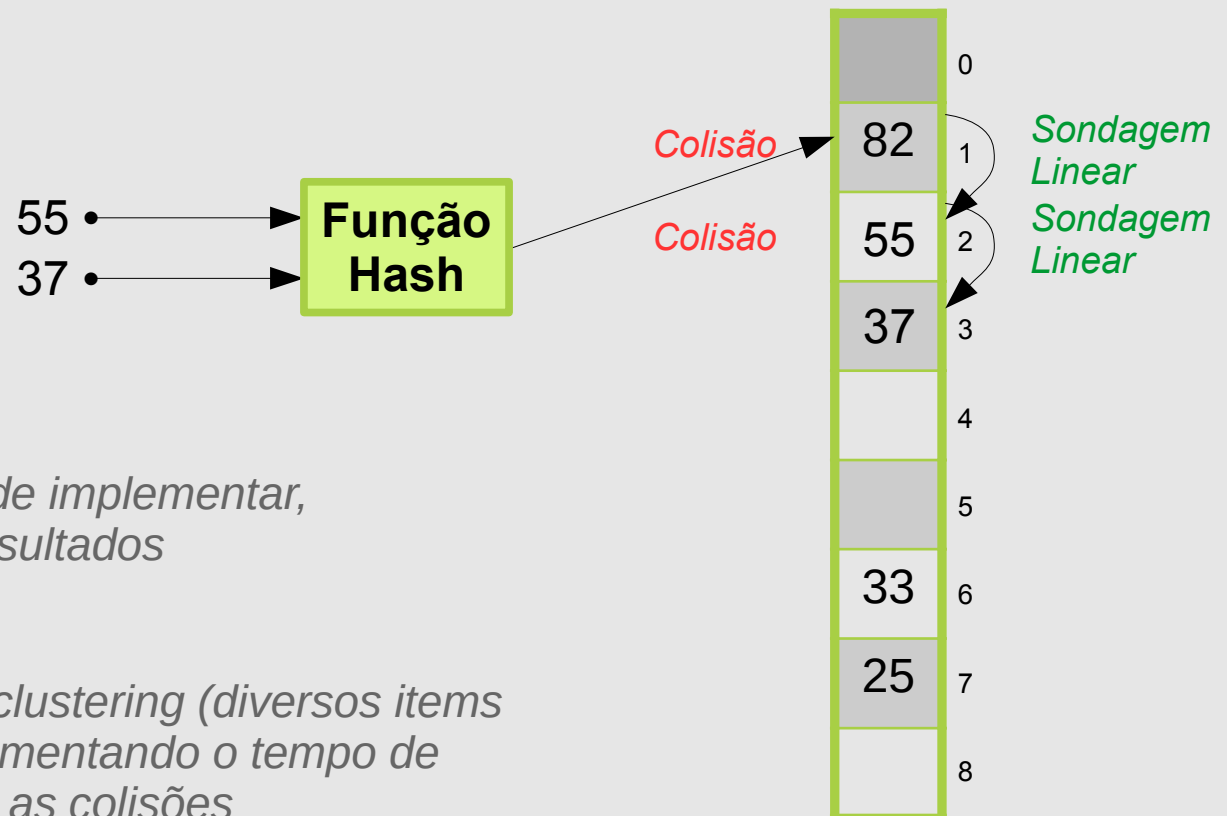 0
Colisão
82
1
Sondagem
Linear
55
Função
Hash
Colisão
55
2
Sondagem
Linear
37
37
3
4
de implementar,
sultados
5
33
6
25
7
clustering (diversos items
mentando o tempo de
as colisões
8